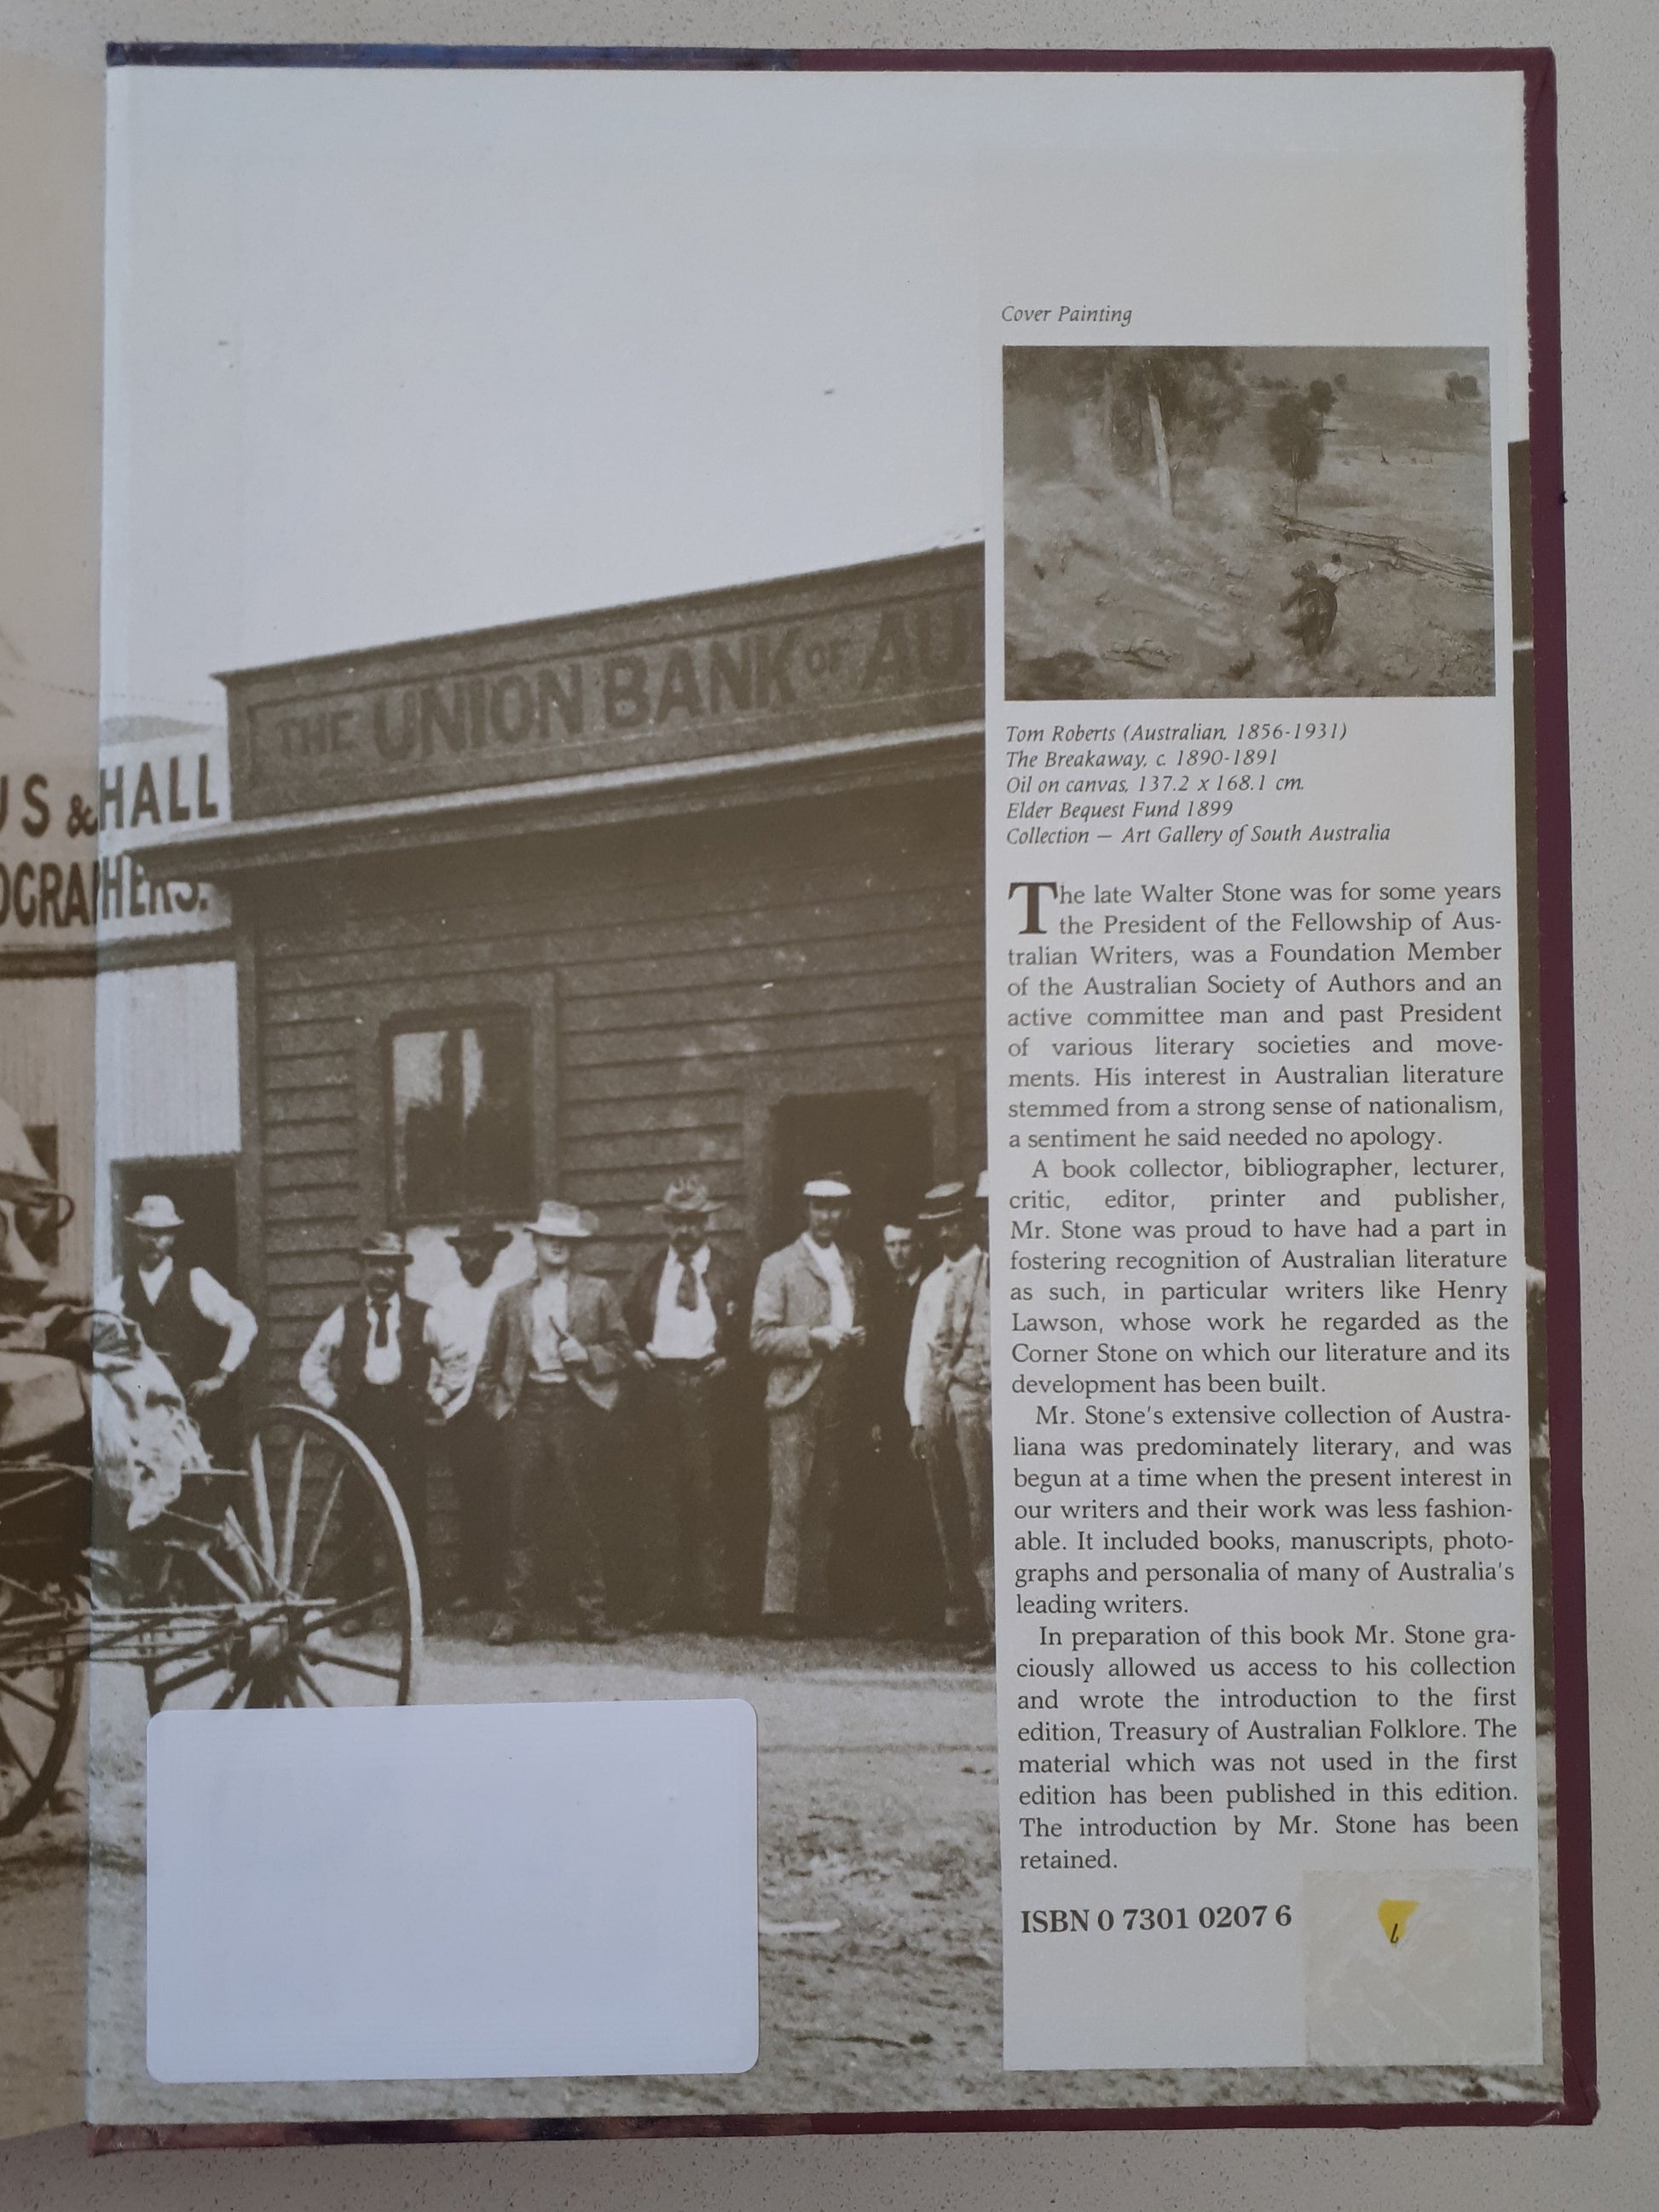 Cover Painting
THE UNION BANK OF AU
US & HALL
OGRAPHERS.
Tom Roberts (Australian, 1856-1931)
The Breakaway, c. 1890-1891
Oil on canvas, 137.2 x 168.1 cm.
Elder Bequest Fund 1899
Collection — Art Gallery of South Australia
The late Walter Stone was for some years
the President of the Fellowship of Aus-
tralian Writers, was a Foundation Member
of the Australian Society of Authors and an
active committee man and past President
of various literary societies and move-
ments. His interest in Australian literature
stemmed from a strong sense of nationalism,
a sentiment he said needed no apology.
A book collector, bibliographer, lecturer,
critic, editor, printer and publisher,
Mr. Stone was proud to have had a part in
fostering recognition of Australian literature
as such, in particular writers like Henry
Lawson, whose work he regarded as the
Corner Stone on which our literature and its
development has been built.
Mr. Stone's extensive collection of Austra-
liana was predominately literary, and was
begun at a time when the present interest in
our writers and their work was less fashion-
able. It included books, manuscripts, photo-
graphs and personalia of many of Australia's
leading writers.
In preparation of this book Mr. Stone gra-
ciously allowed us access to his collection
and wrote the introduction to the first
edition, Treasury of Australian Folklore. The
material which was not used in the first
edition has been published in this edition.
The introduction by Mr. Stone has been
retained.
ISBN 0 7301 0207 6